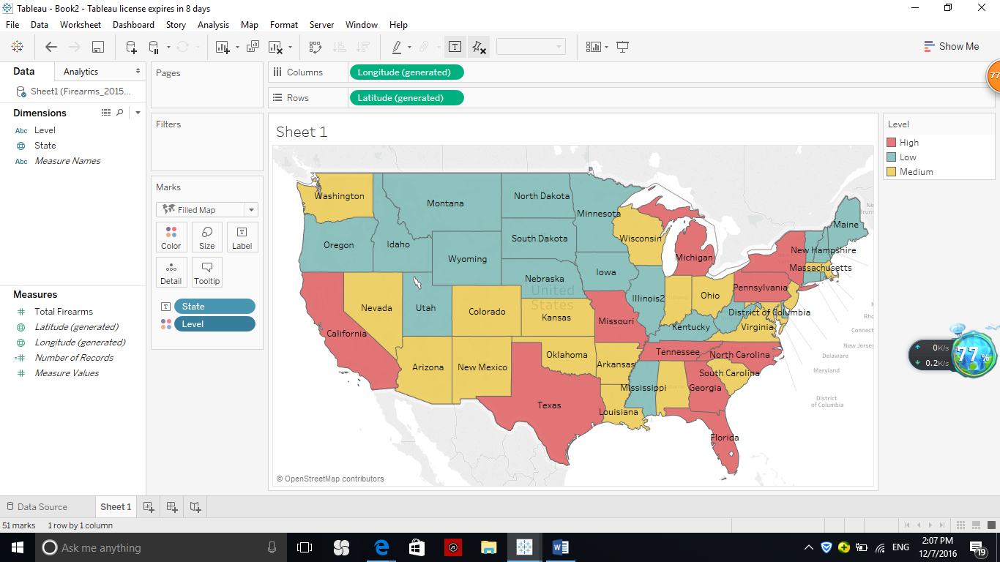 Tableau - Book2 - Tableau license expires in 8 days
File Data Worksheet Dashboard Story Analysis Map Format Server Window Help
Show Me
Data Analytics
Sheet1 (Firearms_2015...
Dimensions
Abc Level
State
Abc Measure Names
Measures
Total Firearms
Latitude (generated)
Longitude (generated)
Number of Records
Measure Values
Pages
Filters
Marks
Filled Map
Color Size Label
Detail Tooltip
State
Level
Columns Longitude (generated)
Rows Latitude (generated)
Sheet 1
Washington
Montana
North Dakota
Minnesota
Maine
Oregon
Idaho
South Dakota
Wisconsin
Wyoming
Michigan
New Hampshire
Massachusetts
Iowa
Nebraska
United
States
Pennsylvania
Nevada
Utah
Colorado
Kansas
Missouri
Illinois2
Ohio
District of Columbia
Kentucky
Virginia
California
Arizona
New Mexico
Oklahoma
Arkansas
Tennessee
North Carolina
South Carolina
Mississippi
Georgia
Texas
Louisiana
Florida
Ne
Brun
Rho
Connect
New Jersey
Delaware
Maryland
District
of Columbia
© OpenStreetMap contributors
Level
High
Low
Medium
77
0K/s
0.2K/s
77%
Data Source Sheet 1
51 marks 1 row by 1 column
Ask me anything
ENG
2:07 PM
12/7/2016
19